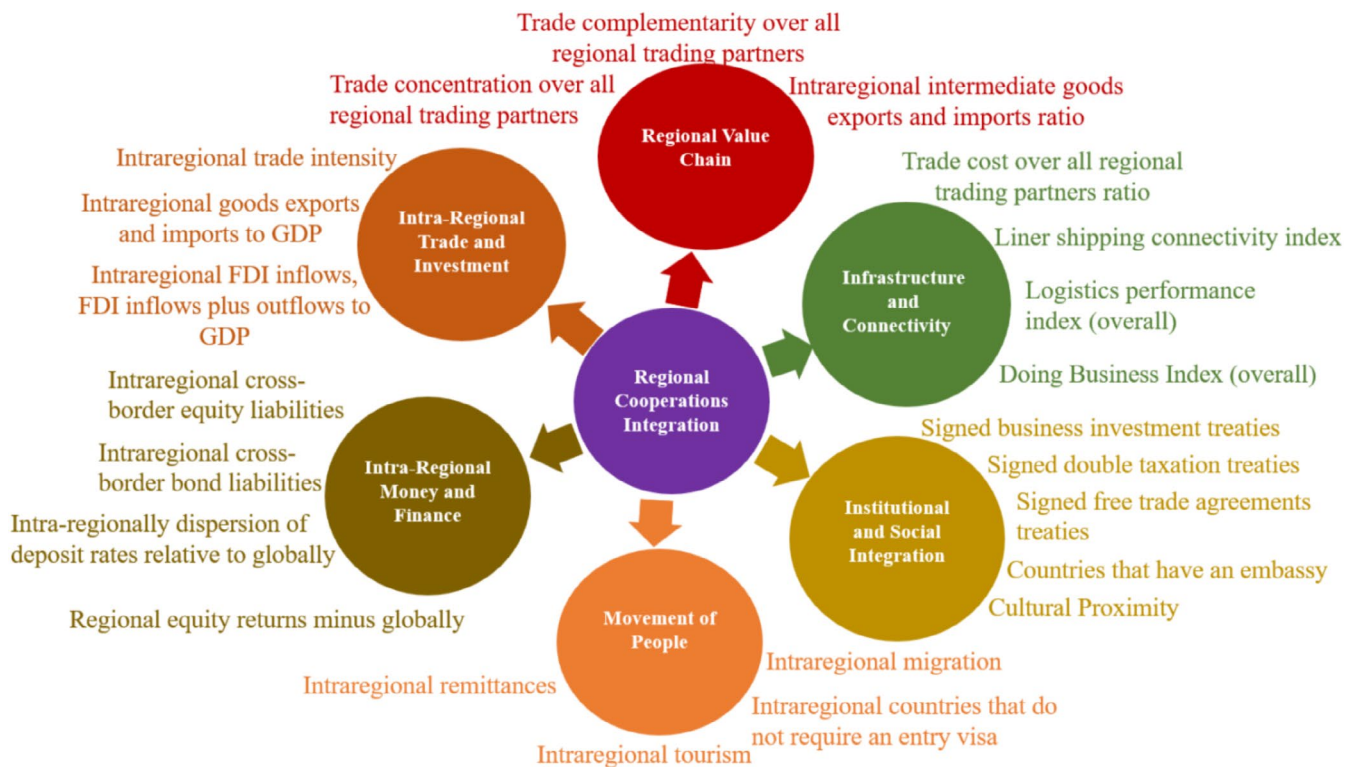 Trade complementarity over all
regional trading partners
Trade concentration over all
regional trading partners
Intraregional intermediate goods
exports and imports ratio
Regional Value
Chain
Intraregional trade intensity
Intraregional goods exports
and imports to GDP
Intraregional FDI inflows,
FDI inflows plus outflows to
GDP
Intra-Regional
Trade and
Investment
Trade cost over all regional
trading partners ratio
Liner shipping connectivity index
Logistics performance
index (overall)
Doing Business Index (overall)
Infrastructure
and
Connectivity
Regional
Cooperations
Integration
Intraregional cross-
border equity liabilities
Intraregional cross-
border bond liabilities
Intra-regionally dispersion of
deposit rates relative to globally
Regional equity returns minus globally
Intra-Regional
Money and
Finance
Signed business investment treaties
Signed double taxation treaties
Signed free trade agreements
treaties
Countries that have an embassy
Cultural Proximity
Institutional
and Social
Integration
Movement of
People
Intraregional remittances
Intraregional migration
Intraregional countries that do
not require an entry visa
Intraregional tourism